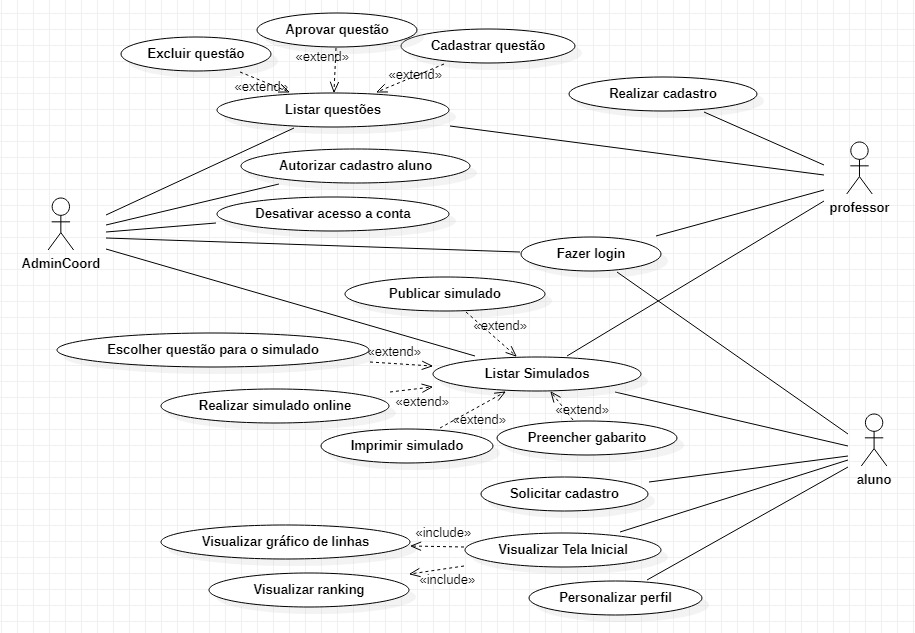 Aprovar questão
Excluir questão
Cadastrar questão
«extend»
«extend»
«extend»
Listar questões
Realizar cadastro
Autorizar cadastro aluno
Desativar acesso a conta
professor
AdminCoord
Fazer login
Publicar simulado
«extend»
Escolher questão para o simulado
«extend»
Listar Simulados
Realizar simulado online
«extend»
«extend»
«extend»
Imprimir simulado
Preencher gabarito
aluno
Solicitar cadastro
«include»
Visualizar gráfico de linhas
Visualizar Tela Inicial
«include»
Visualizar ranking
Personalizar perfil